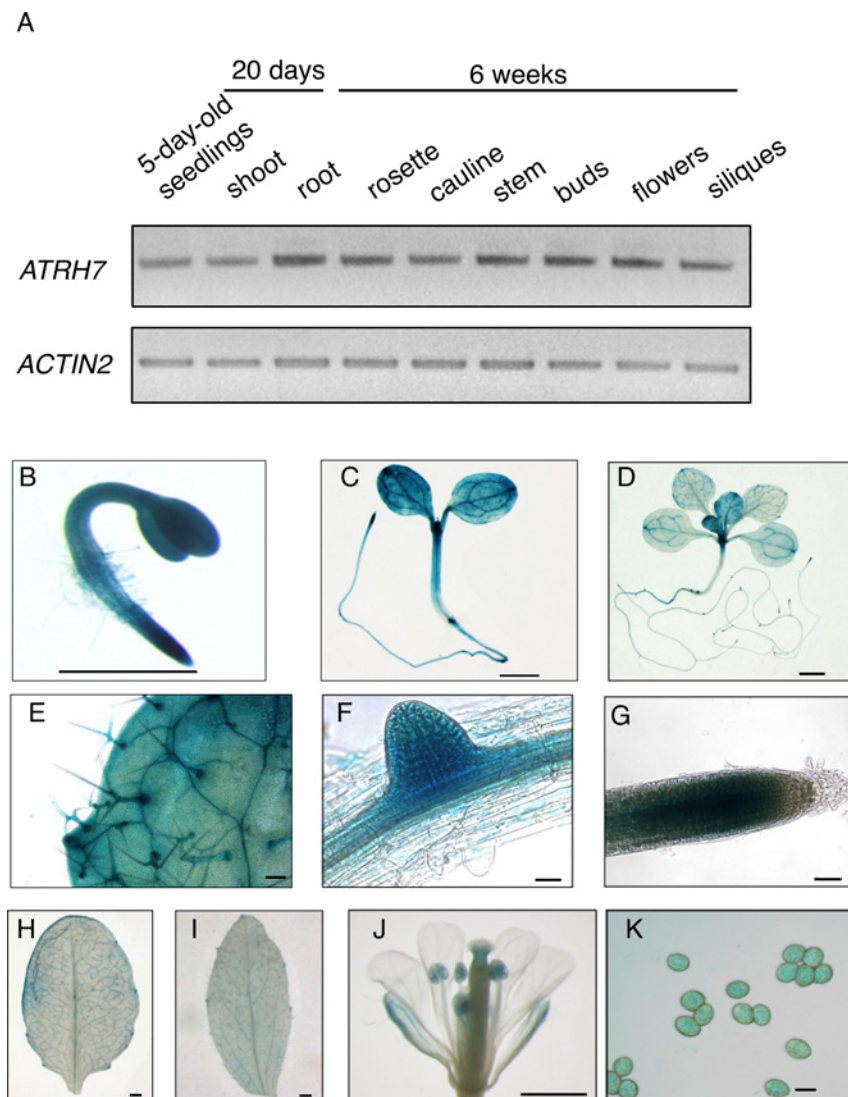 A
20 days
6 weeks
5-day-old seedlings
shoot
root
rosette
cauline
stem
buds
flowers
siliques
ATRH7
ACTIN2
B
C
D
E
F
G
H
I
J
K